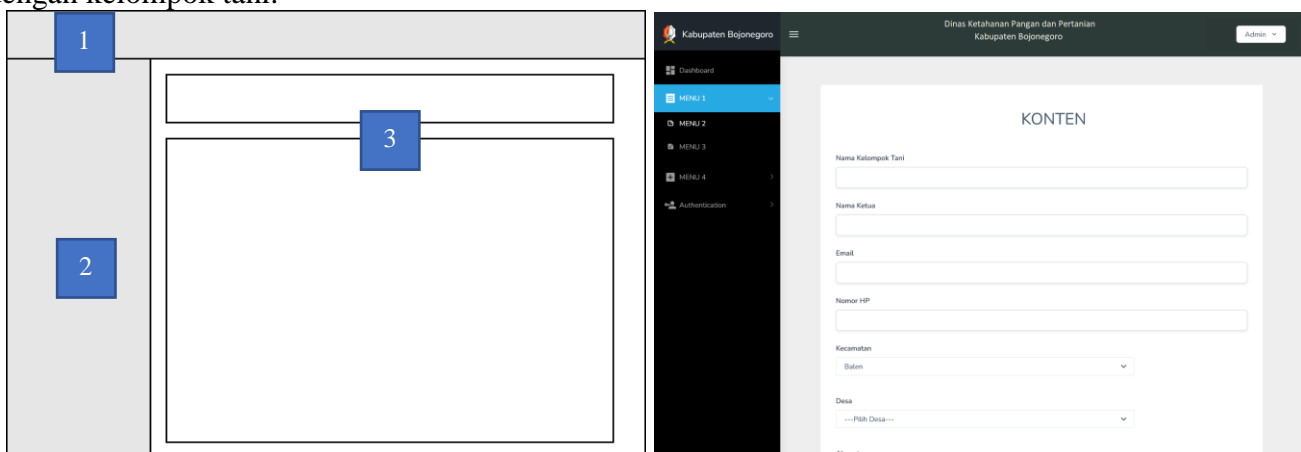 dengan kelompok tani.
1
2
3
Kabupaten Bojonegoro
Dinas Ketahanan Pangan dan Pertanian
Kabupaten Bojonegoro
Admin
Dashboard
MENU 1
MENU 2
MENU 3
MENU 4
Authentication
KONTEN
Nama Kelompok Tani
Nama Ketua
Email
Nomor HP
Kecamatan
Balen
Desa
---Pilih Desa---